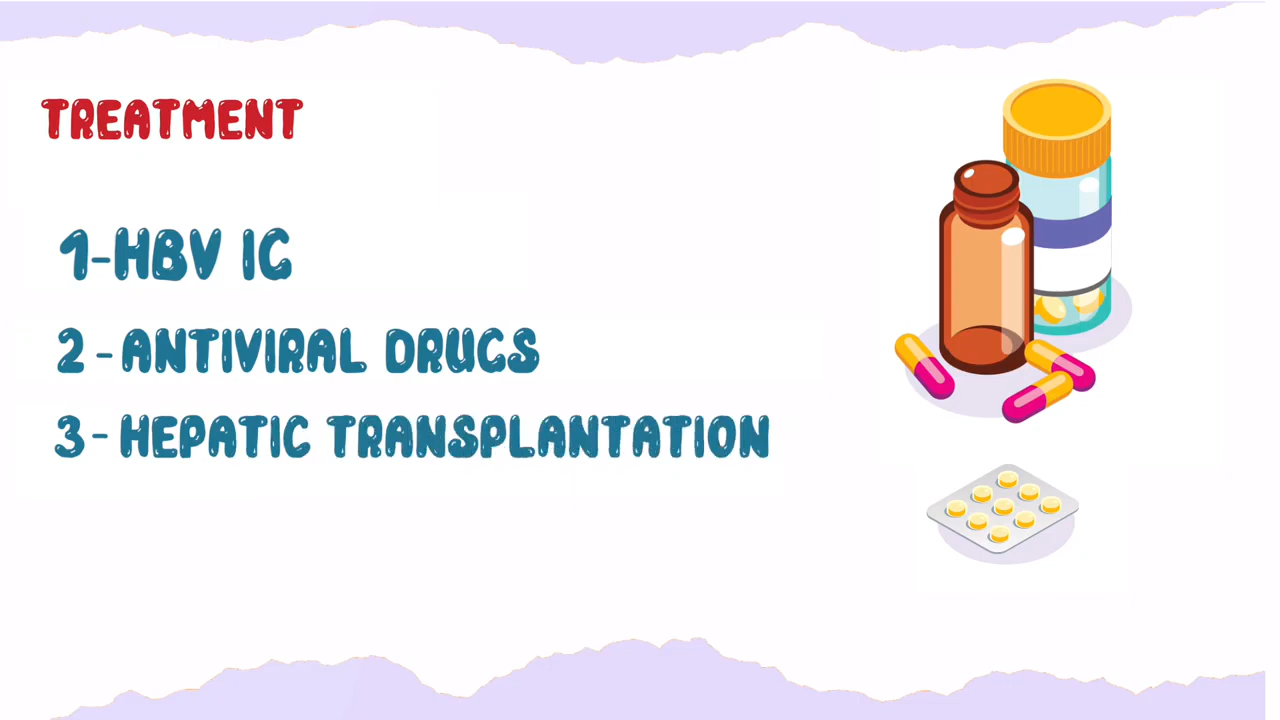 TREATMENT
1-HBV IG
2 - ANTIVIRAL DRUGS
3 - HEPATIC TRANSPLANTATION